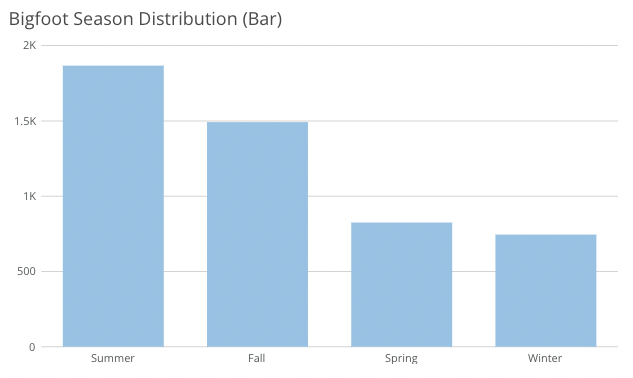 Bigfoot Season Distribution (Bar)
2K
1.5K
1K
500
0
Summer Fall Spring Winter